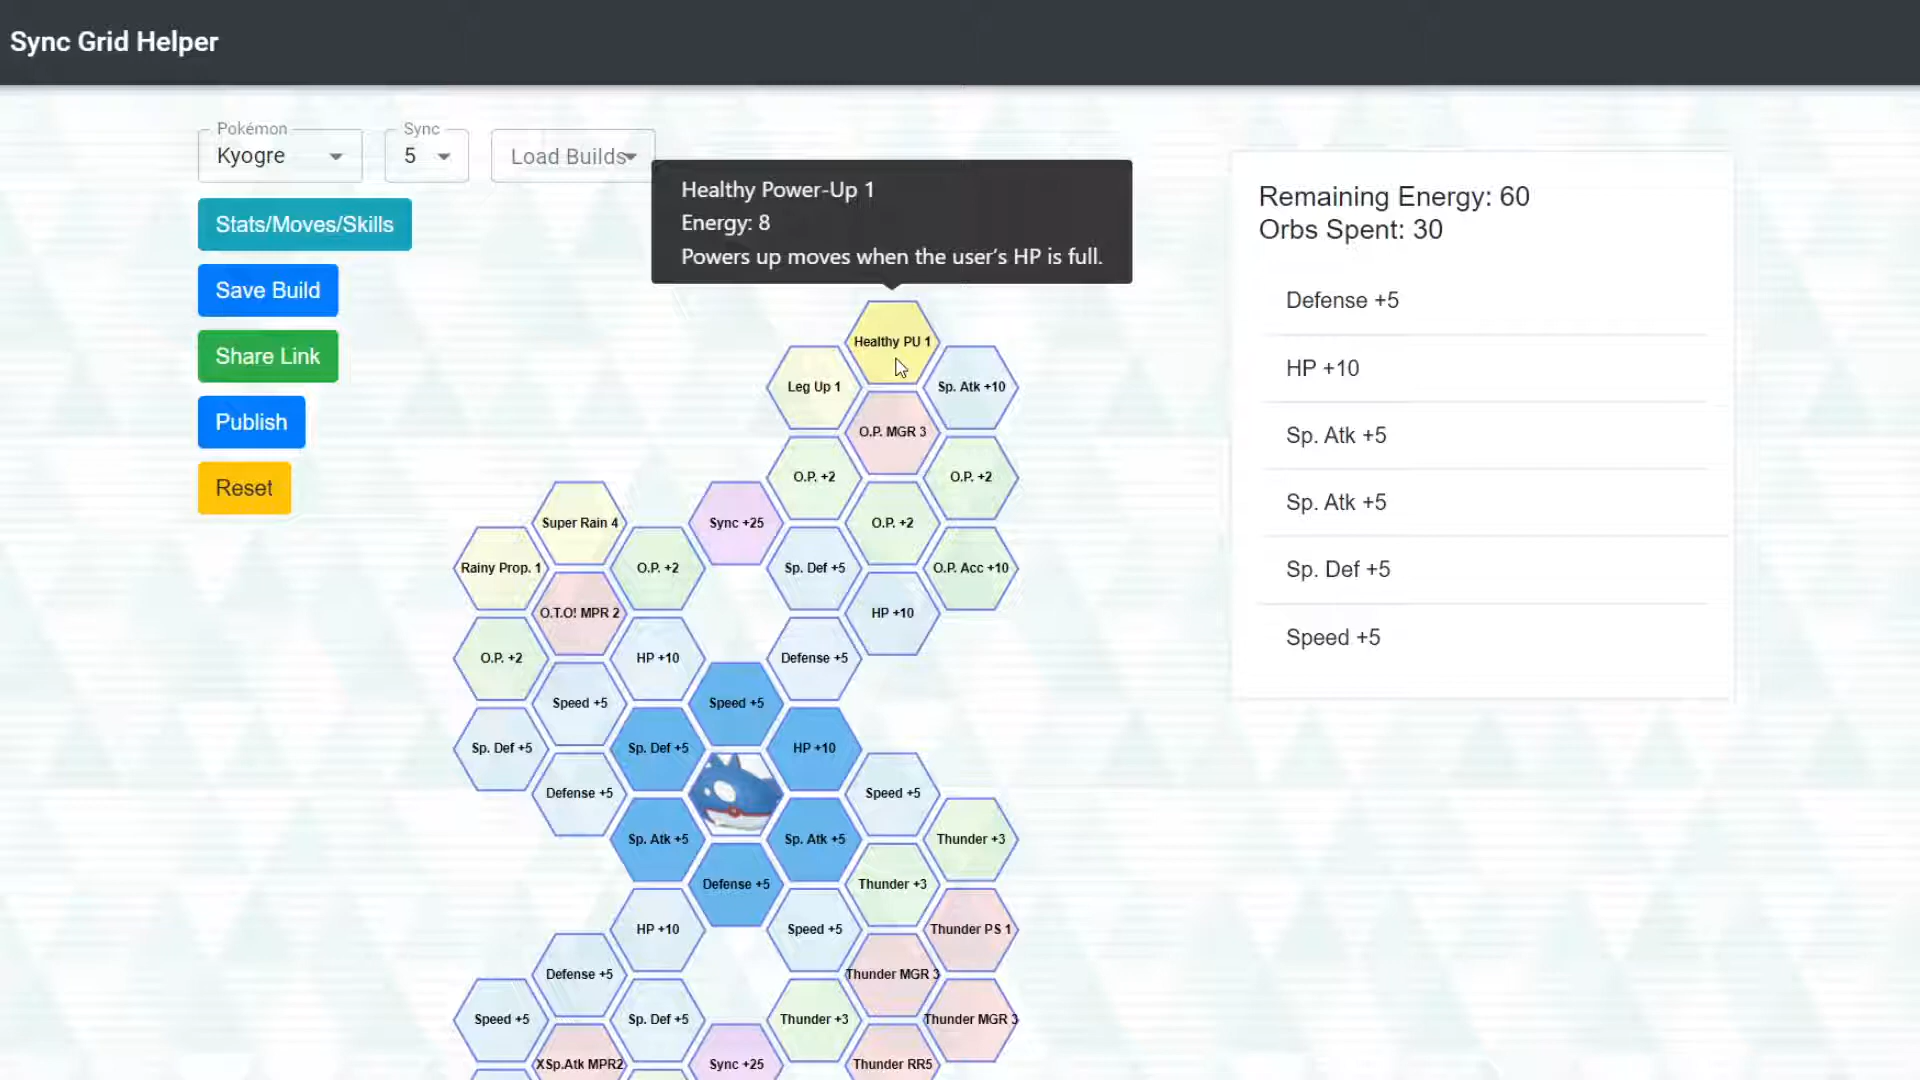 Sync Grid Helper
Pokémon
Kyogre
Sync
5
Load Builds
Stats/Moves/Skills
Save Build
Share Link
Publish
Reset
Healthy Power-Up 1
Energy: 8
Powers up moves when the user's HP is full.
Remaining Energy: 60
Orbs Spent: 30
Defense +5
HP +10
Sp. Atk +5
Sp. Atk +5
Sp. Def +5
Speed +5
Healthy PU 1
Leg Up 1
Sp. Atk +10
O.P. MGR 3
O.P. +2
O.P. +2
Super Rain 4
Sync +25
O.P. +2
Rainy Prop. 1
O.P. +2
Sp. Def +5
O.P. Acc +10
O.T.O! MPR 2
HP +10
O.P. +2
HP +10
Defense +5
Speed +5
Speed +5
Sp. Def +5
Sp. Def +5
HP +10
Defense +5
Speed +5
Sp. Atk +5
Sp. Atk +5
Thunder +3
Defense +5
Thunder +3
HP +10
Speed +5
Thunder PS 1
Defense +5
Thunder MGR 3
Speed +5
Sp. Def +5
Thunder +3
Thunder MGR 3
XSp.Atk MPR2
Sync +25
Thunder RR5